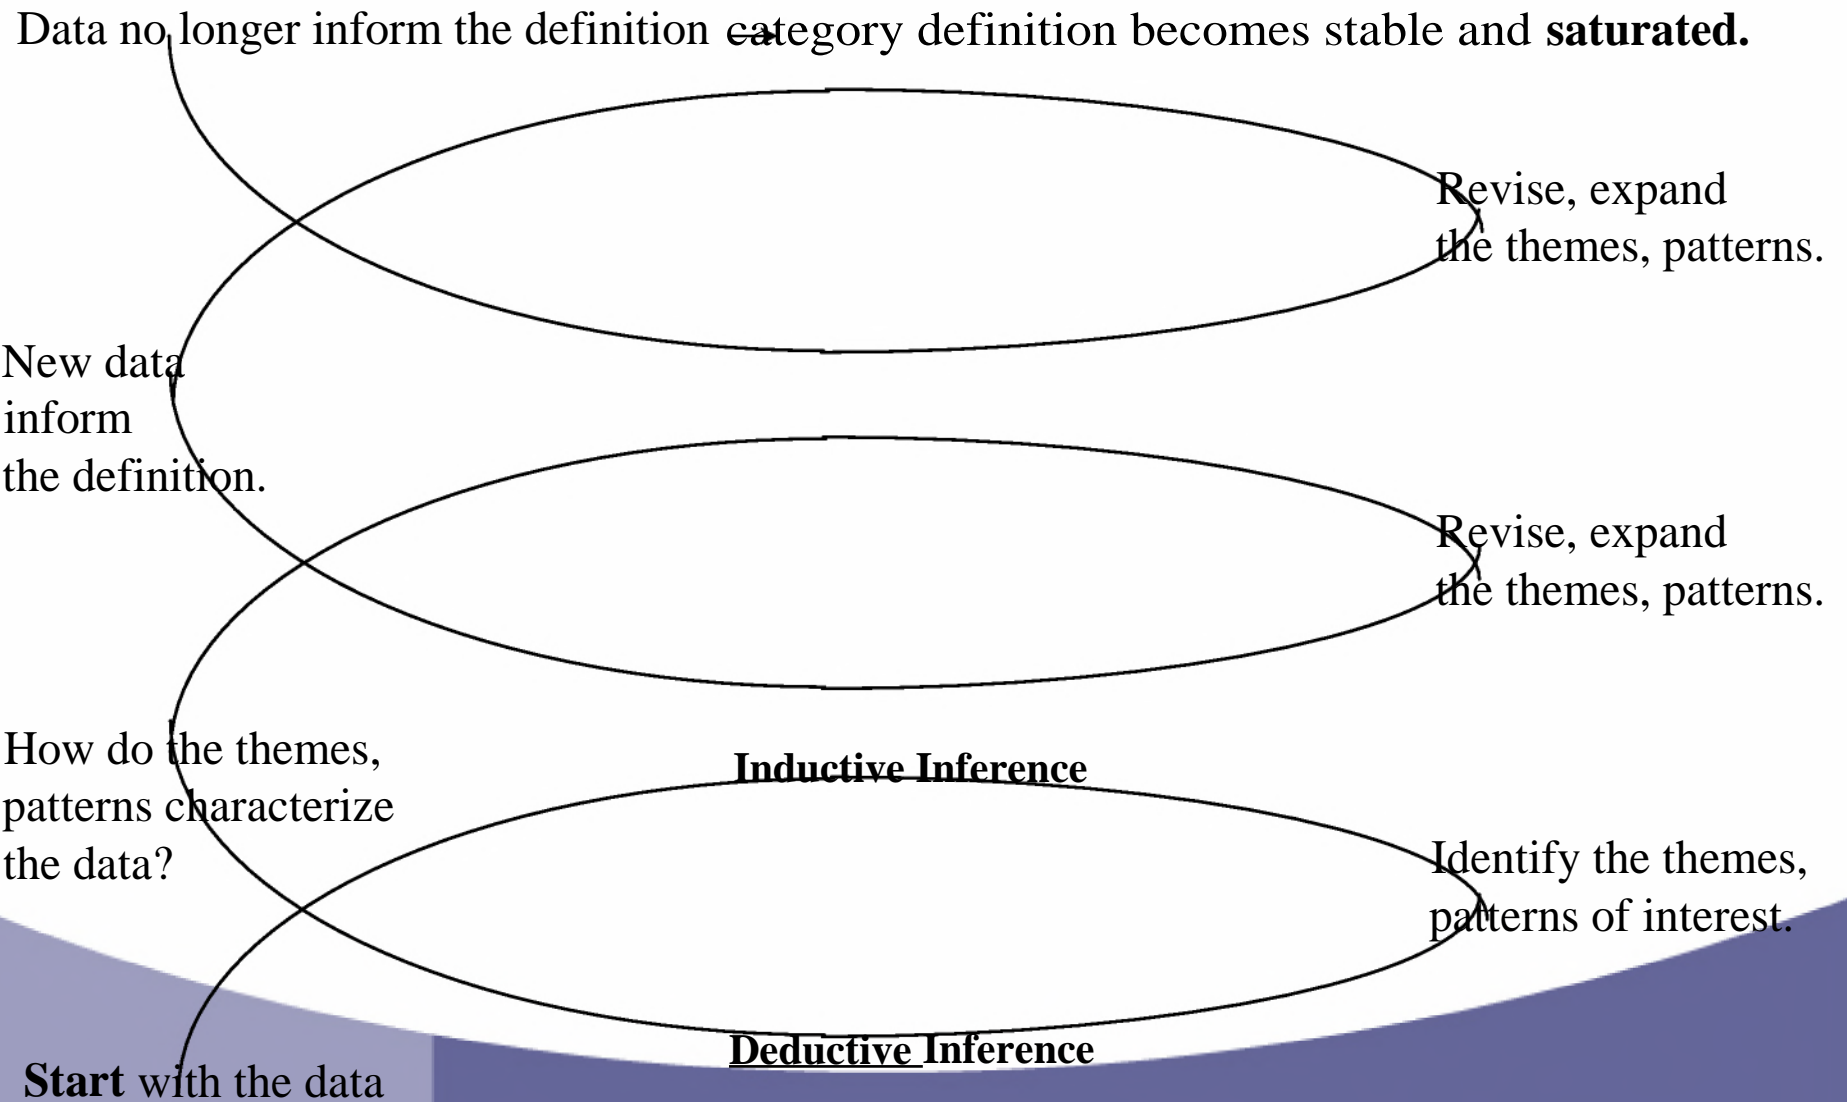 Data no longer inform the definition → category definition becomes stable and saturated.
Revise, expand
the themes, patterns.
New data
inform
the definition.
Revise, expand
the themes, patterns.
How do the themes,
patterns characterize
the data?
Inductive Inference
Identify the themes,
patterns of interest.
Deductive Inference
Start with the data